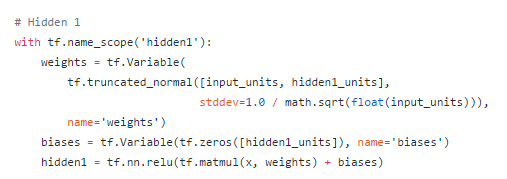 # Hidden 1
with tf.name_scope('hidden1'):
    weights = tf.Variable(
        tf.truncated_normal([input_units, hidden1_units],
                            stddev=1.0 / math.sqrt(float(input_units))),
        name='weights')
    biases = tf.Variable(tf.zeros([hidden1_units]), name='biases')
    hidden1 = tf.nn.relu(tf.matmul(x, weights) + biases)